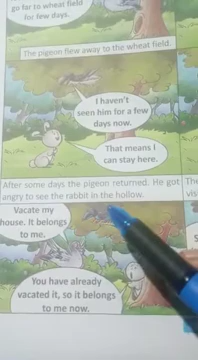 go far to wheat field
for few days.
The pigeon flew away to the wheat field.
I haven't
seen him for a few
days now.
That means I
can stay here.
After some days the pigeon returned. He got
angry to see the rabbit in the hollow.
The
vis
Vacate my
house. It belongs
to me.
You have already
vacated it, so it belongs
to me now.